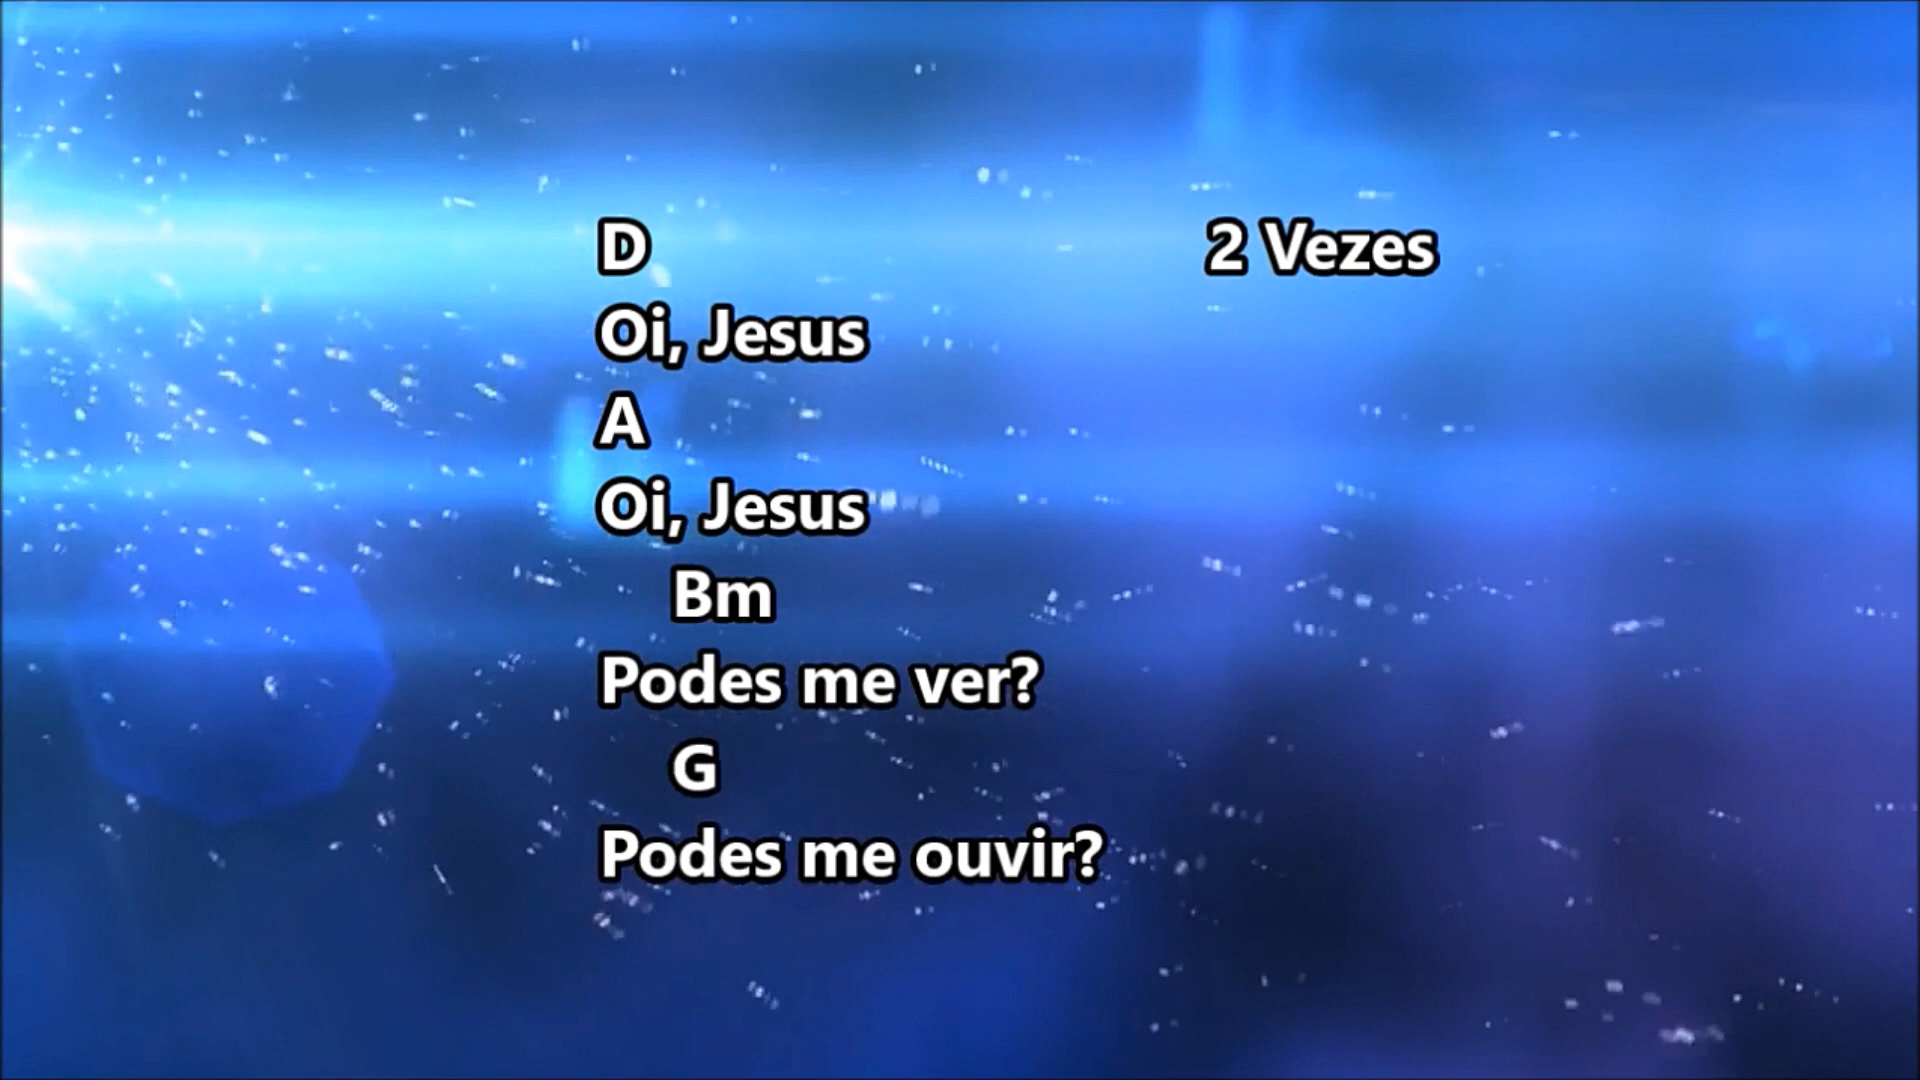 D 2 Vezes
Oi, Jesus
A
Oi, Jesus
Bm
Podes me ver?
G
Podes me ouvir?